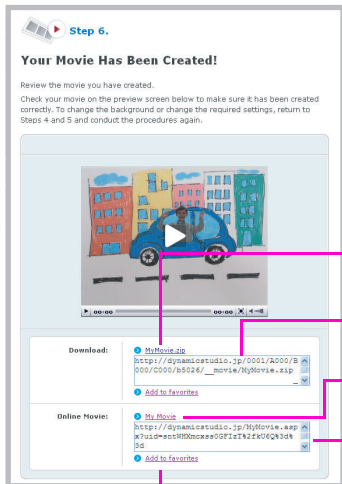 Step 6.
Your Movie Has Been Created!
Review the movie you have created.
Check your movie on the preview screen below to make sure it has been created
correctly. To change the background or change the required settings, return to
Steps 4 and 5 and conduct the procedures again.
00:00 00:00
Download: MyMovie.zip
http://dynamicstudio.jp/0001/A000/B
000/C000/b5026/__movie/MyMovie.zip
Add to favorites
Online Movie: My Movie
http://dynamicstudio.jp/MyMovie.asp
x?uid=sntWMXmcxss0GFIzT%2fkU6Q%3d%
3d
Add to favorites